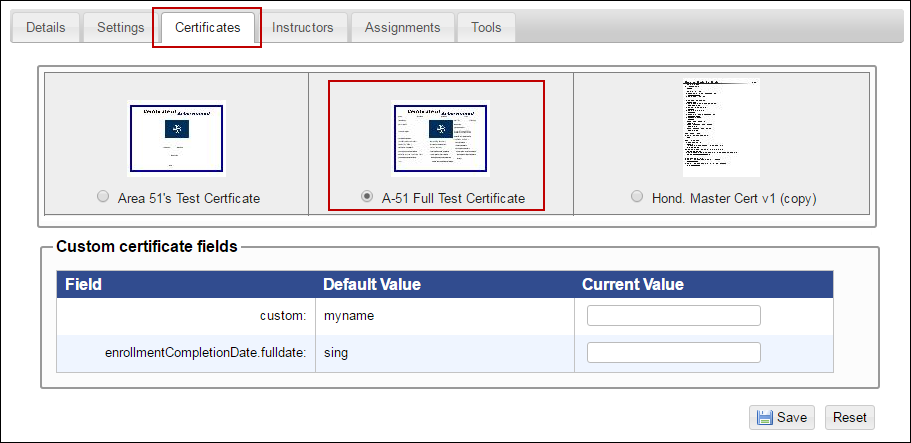 Details Settings Certificates Instructors Assignments Tools
Area 51's Test Certficate A-51 Full Test Certificate Hond. Master Cert v1 (copy)
Custom certificate fields
Field Default Value Current Value
custom: myname
enrollmentCompletionDate.fulldate: sing
Save Reset